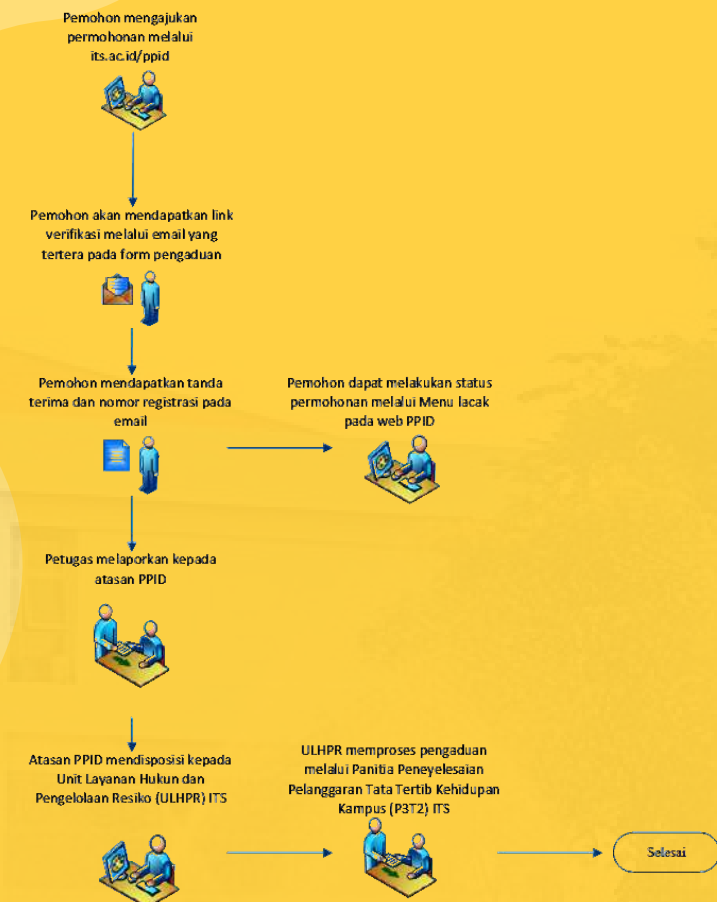 Pemohon mengajukan
permohonan melalui
its.ac.id/ppid
Pemohon akan mendapatkan link
verifikasi melalui email yang
tertera pada form pengaduan
Pemohon mendapatkan tanda
terima dan nomor registrasi pada
email
Pemohon dapat melakukan status
permohonan melalui Menu lacak
pada web PPID
Petugas melaporkan kepada
atasan PPID
Atasan PPID mendisposisi kepada
Unit Layanan Hukun dan
Pengelolaan Resiko (ULHPR) ITS
ULHPR memproses pengaduan
melalui Panitia Peneyelesaian
Pelanggaran Tata Tertib Kehidupan
Kampus (P3T2) ITS
Selesai